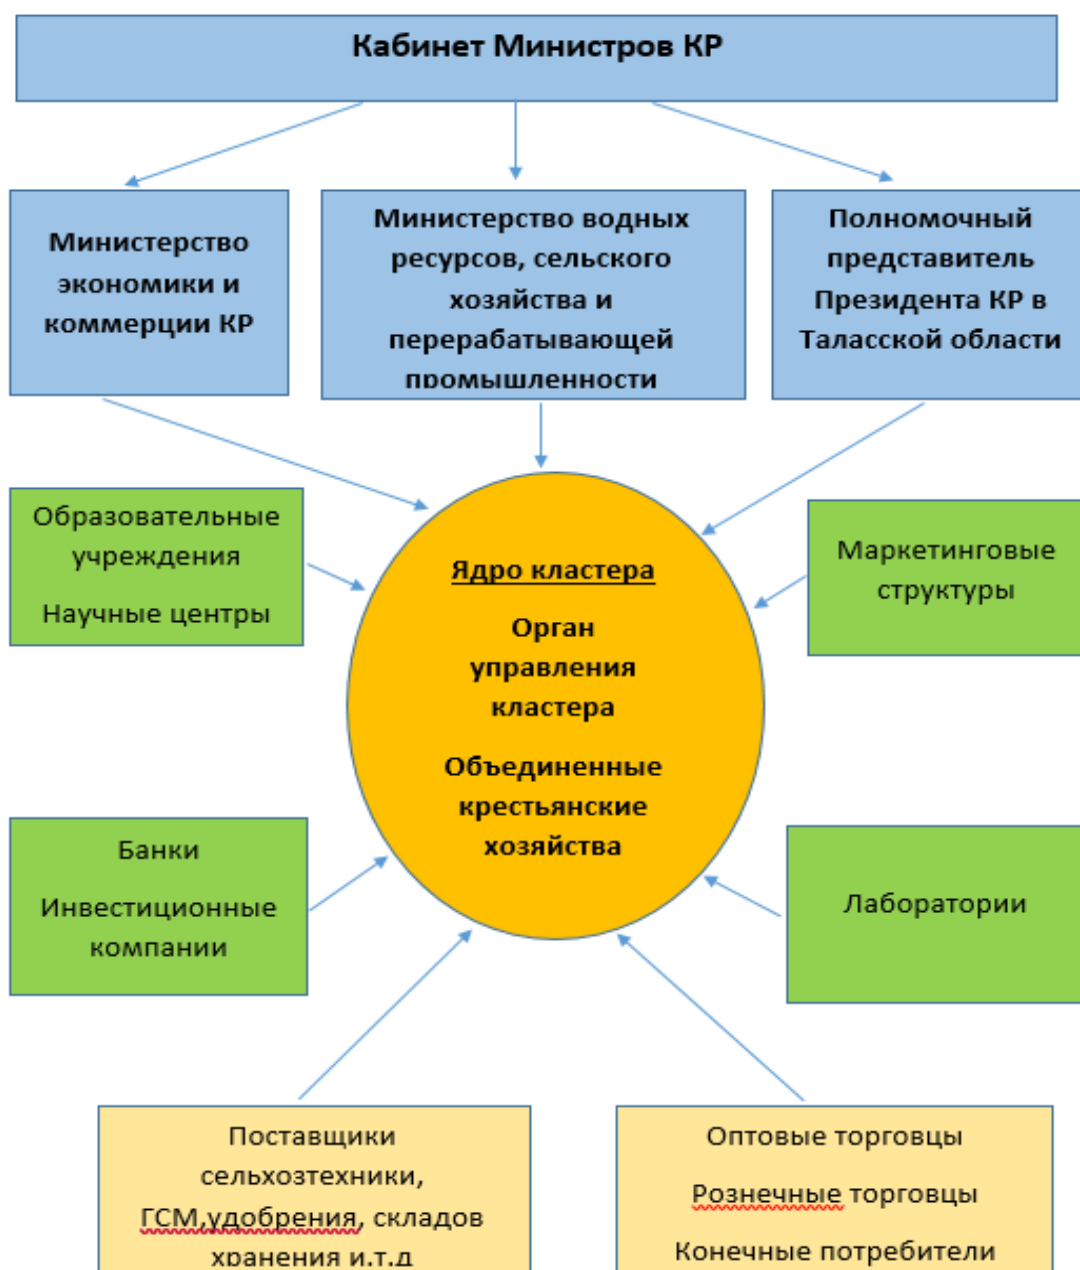 Кабинет Министров КР
Министерство
экономики и
коммерции КР
Министерство водных
ресурсов, сельского
хозяйства и
перерабатывающей
промышленности
Полномочный
представитель
Президента КР в
Таласской области
Образовательные
учреждения
Научные центры
Ядро кластера
Орган
управления
кластера
Объединенные
крестьянские
хозяйства
Маркетинговые
структуры
Банки
Инвестиционные
компании
Лаборатории
Поставщики
сельхозтехники,
ГСМ,удобрения, складов
хранения и.т.д
Оптовые торговцы
Рознечные торговцы
Конечные потребители